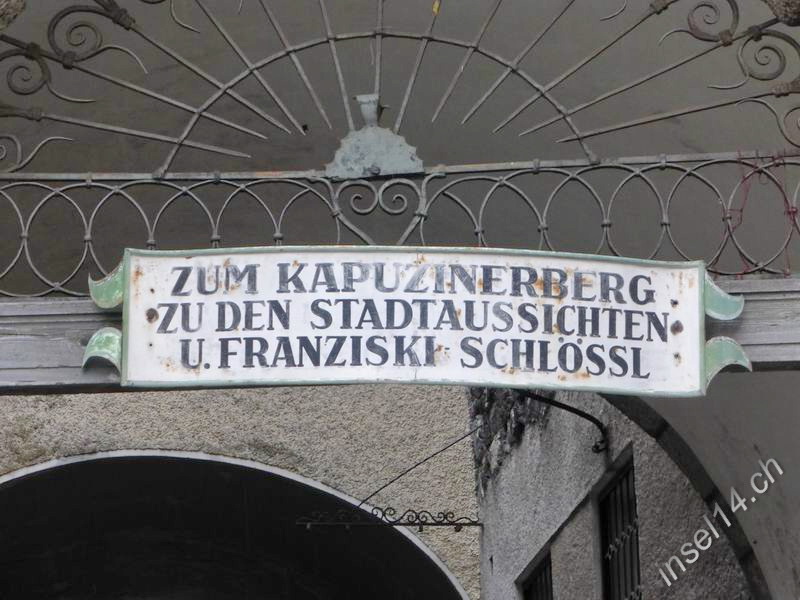 ZUM KAPUZINERBERG
ZU DEN STADTAUSSICHTEN
U. FRANZISKI SCHLÖSSL
insel14.ch